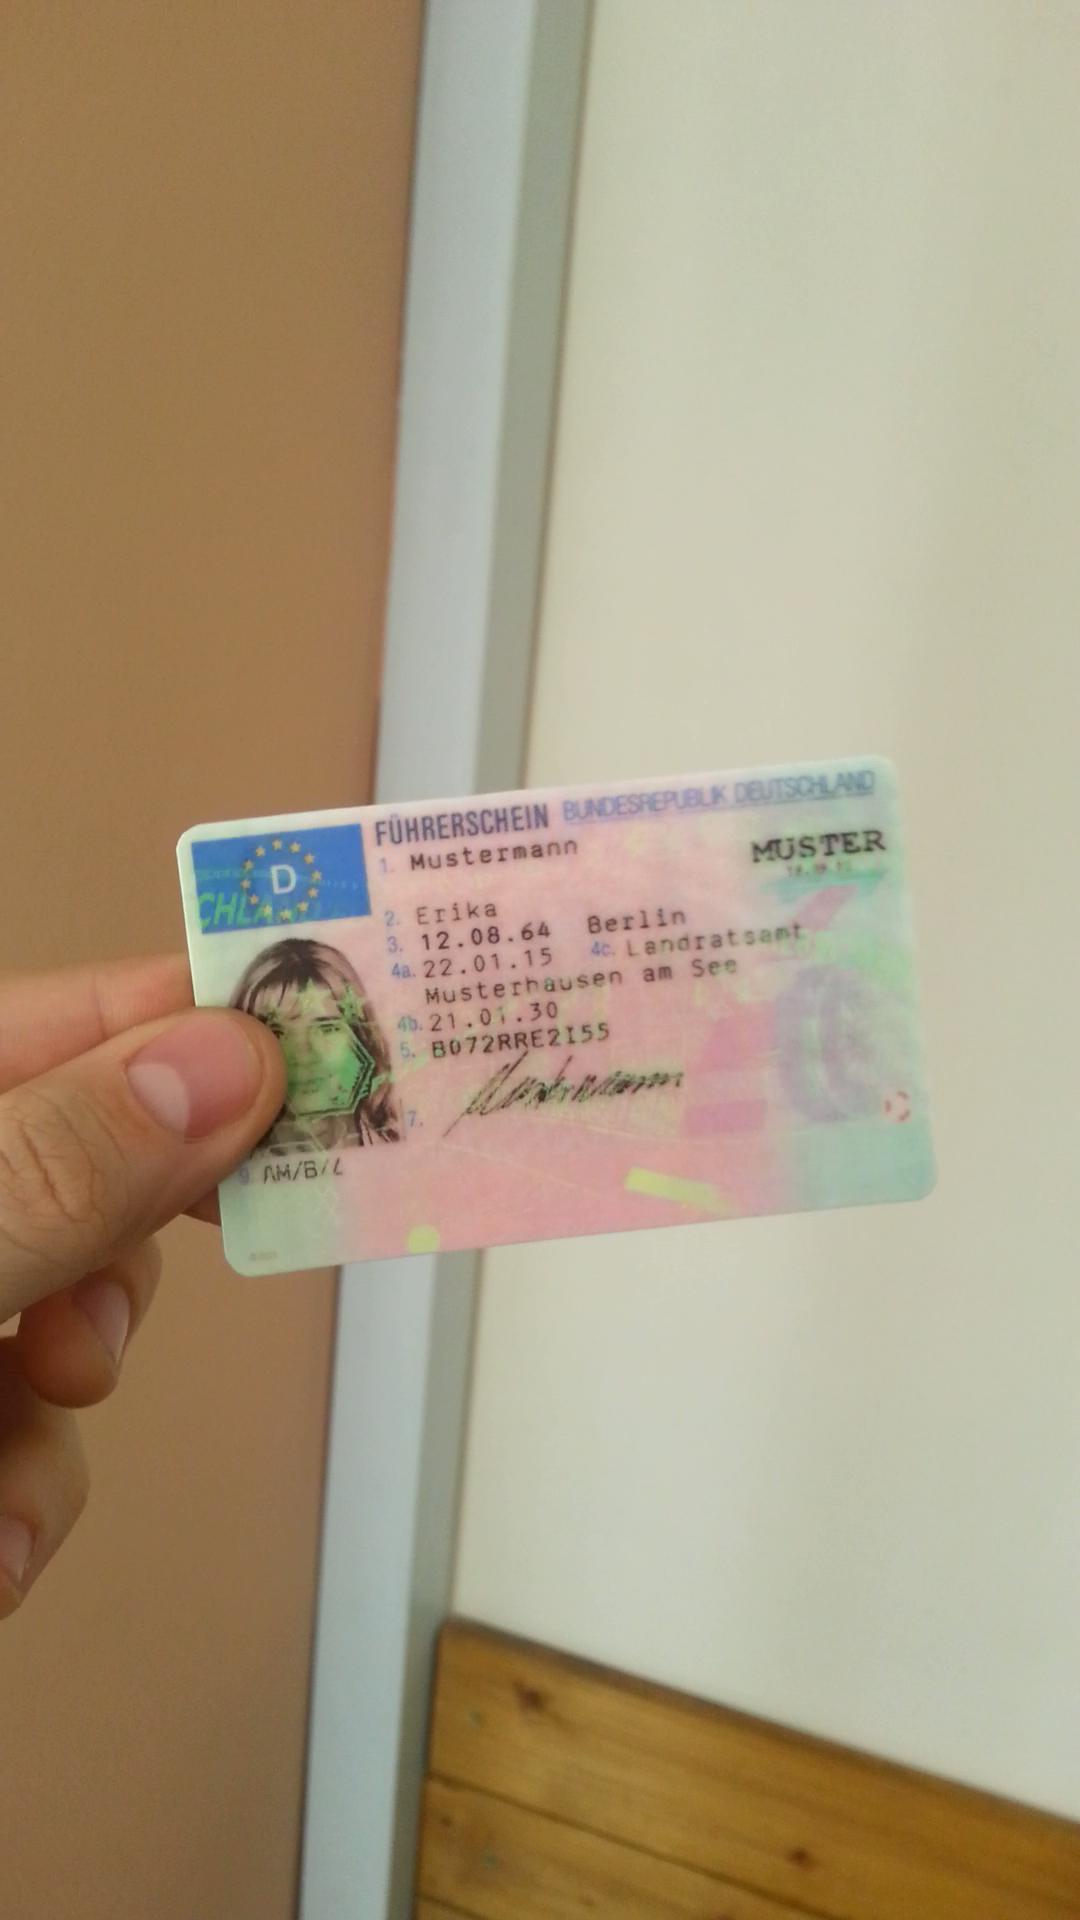 FÜHRERSCHEIN BUNDESREPUBLIK DEUTSCHLAND
D
CHLAND
1. Mustermann
MUSTER
2. Erika
3. 12.08.64 Berlin
4a. 22.01.15 4c. Landratsamt
Musterhausen am See
4b. 21.01.30
5. B072RRE2I55
7. Mustermann
9. AM/B/L